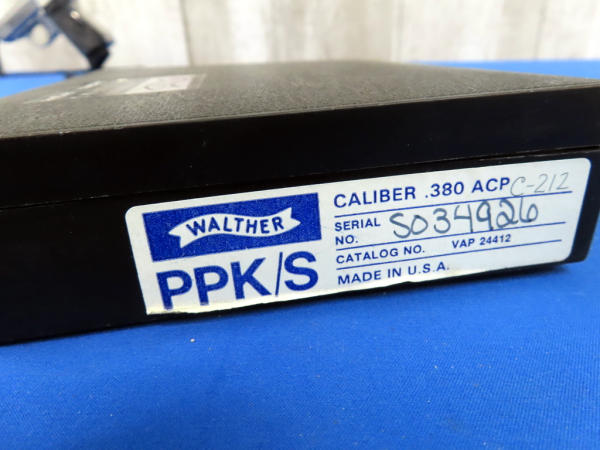 WALTHER
PPK/S
CALIBER .380 ACP C-212
SERIAL NO. S034926
CATALOG NO. VAP 24412
MADE IN U.S.A.